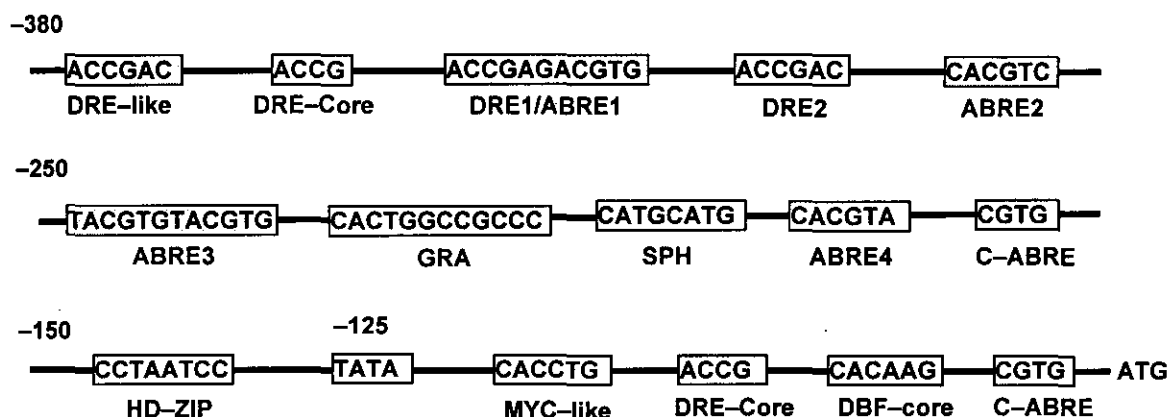 –380
ACCGAC ACCG ACCGAGACGTG ACCGAC CACGTC
DRE–like DRE–Core DRE1/ABRE1 DRE2 ABRE2
–250
TACGTGTACGTG CACTGGCCGCCC CATGCATG CACGTA CGTG
ABRE3 GRA SPH ABRE4 C–ABRE
–150 –125
CCTAATCC TATA CACCTG ACCG CACAAG CGTG ATG
HD–ZIP MYC–like DRE–Core DBF–core C–ABRE